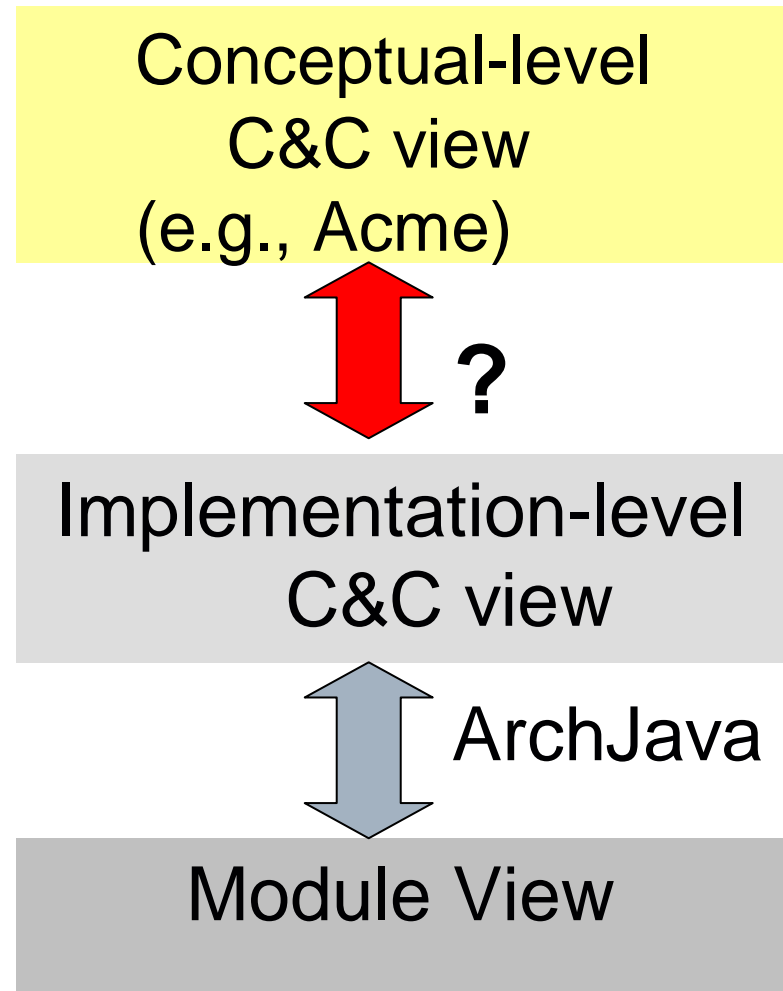 Conceptual-level
C&C view
(e.g., Acme)
?
Implementation-level
C&C view
ArchJava
Module View